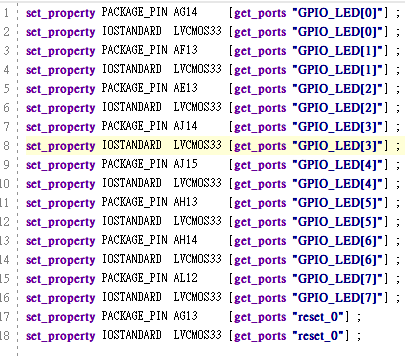 1 set_property PACKAGE_PIN AG14 [get_ports "GPIO_LED[0]"] ;
2 set_property IOSTANDARD LVCMOS33 [get_ports "GPIO_LED[0]"] ;
3 set_property PACKAGE_PIN AF13 [get_ports "GPIO_LED[1]"] ;
4 set_property IOSTANDARD LVCMOS33 [get_ports "GPIO_LED[1]"] ;
5 set_property PACKAGE_PIN AE13 [get_ports "GPIO_LED[2]"] ;
6 set_property IOSTANDARD LVCMOS33 [get_ports "GPIO_LED[2]"] ;
7 set_property PACKAGE_PIN AJ14 [get_ports "GPIO_LED[3]"] ;
8 set_property IOSTANDARD LVCMOS33 [get_ports "GPIO_LED[3]"] ;
9 set_property PACKAGE_PIN AJ15 [get_ports "GPIO_LED[4]"] ;
10 set_property IOSTANDARD LVCMOS33 [get_ports "GPIO_LED[4]"] ;
11 set_property PACKAGE_PIN AH13 [get_ports "GPIO_LED[5]"] ;
12 set_property IOSTANDARD LVCMOS33 [get_ports "GPIO_LED[5]"] ;
13 set_property PACKAGE_PIN AH14 [get_ports "GPIO_LED[6]"] ;
14 set_property IOSTANDARD LVCMOS33 [get_ports "GPIO_LED[6]"] ;
15 set_property PACKAGE_PIN AL12 [get_ports "GPIO_LED[7]"] ;
16 set_property IOSTANDARD LVCMOS33 [get_ports "GPIO_LED[7]"] ;
17 set_property PACKAGE_PIN AG13 [get_ports "reset_0"] ;
18 set_property IOSTANDARD LVCMOS33 [get_ports "reset_0"] ;